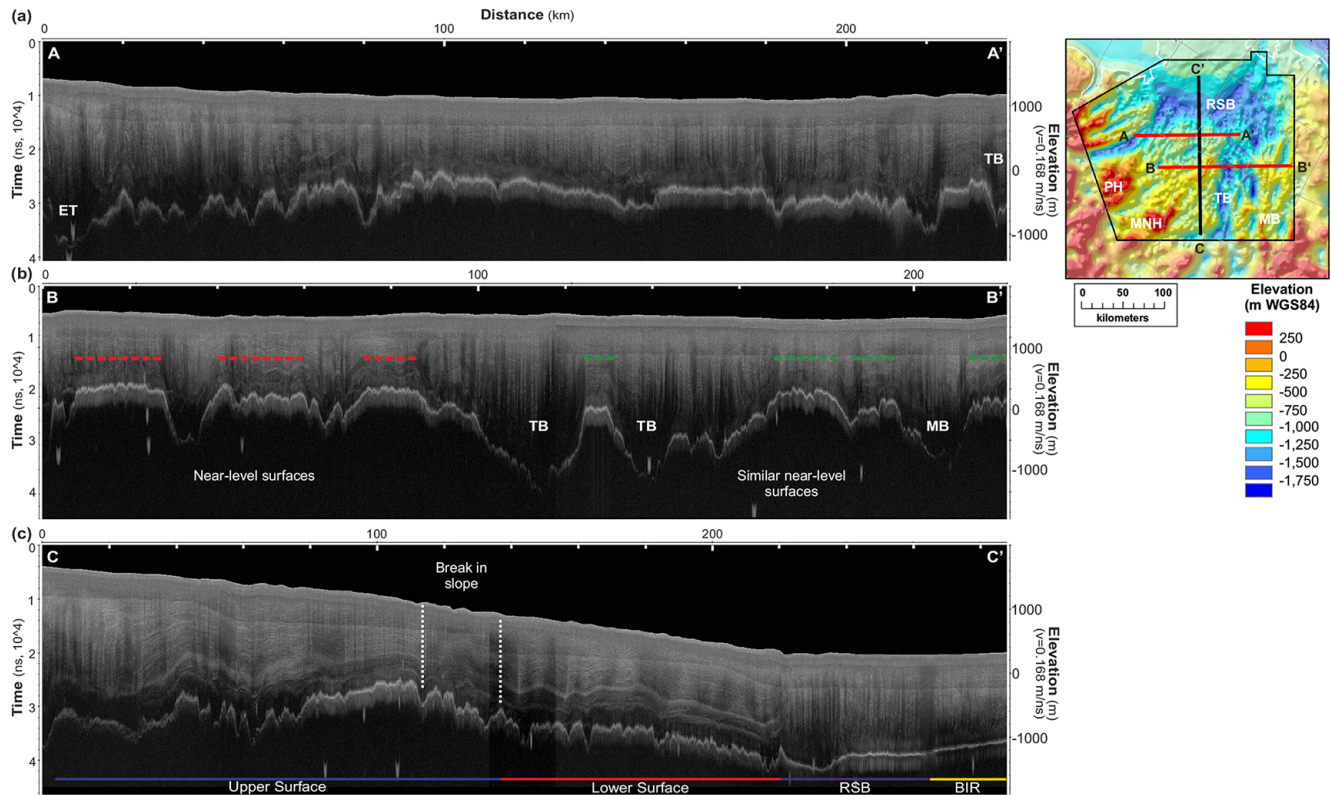 (a)
Distance (km)
0 100 200
A A'
0
1
2
3
4
Time (ns, 10^4)
1000
0
-1000
Elevation (m)
(v=0.168 m/ns)
ET
TB
(b)
0 100 200
B B'
0
1
2
3
4
Time (ns, 10^4)
1000
0
-1000
Elevation (m)
(v=0.168 m/ns)
TB TB MB
Near-level surfaces
Similar near-level
surfaces
(c)
0 100 200
C C'
0
1
2
3
4
Time (ns, 10^4)
1000
0
-1000
Elevation (m)
(v=0.168 m/ns)
Break in
slope
Upper Surface Lower Surface RSB BIR
C'
RSB
A A'
B B'
PH
TB
MNH MB
C
0 50 100
kilometers
Elevation
(m WGS84)
250
0
-250
-500
-750
-1,000
-1,250
-1,500
-1,750